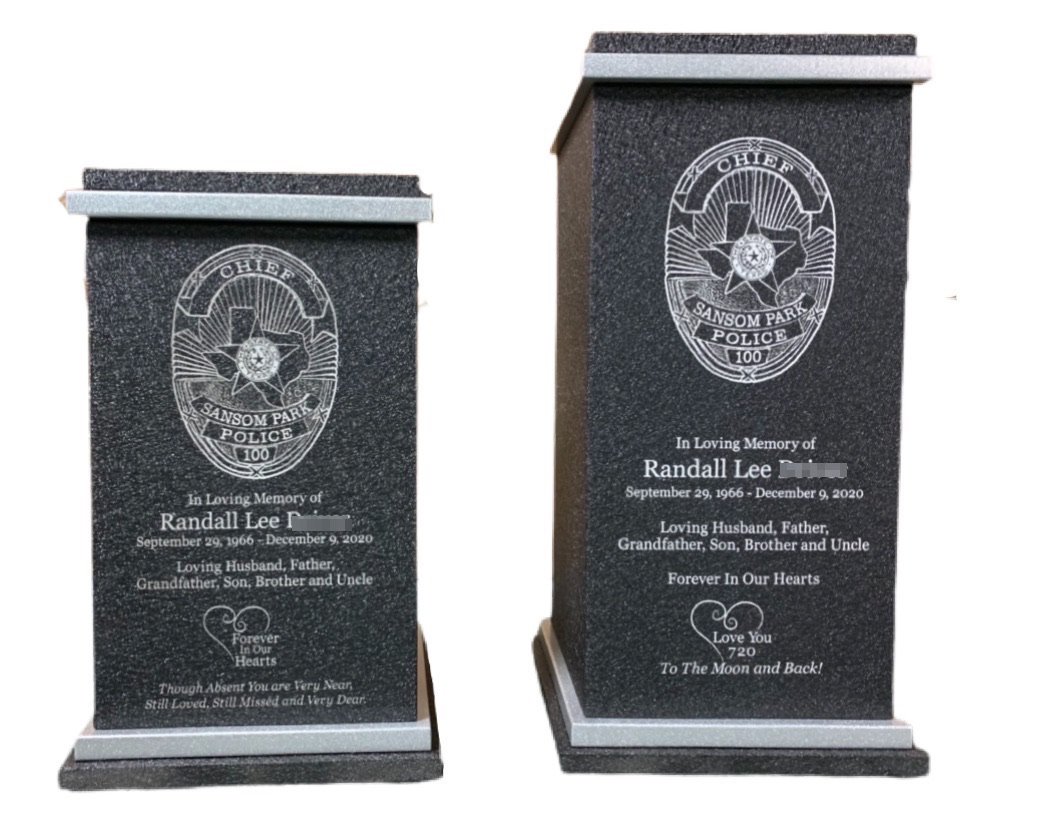 CHIEF
SANSOM PARK
POLICE
100
In Loving Memory of
Randall Lee
September 29, 1966 - December 9, 2020
Loving Husband, Father,
Grandfather, Son, Brother and Uncle
Forever
In Our
Hearts
Though Absent You are Very Near,
Still Loved, Still Missed and Very Dear.
CHIEF
SANSOM PARK
POLICE
100
In Loving Memory of
Randall Lee
September 29, 1966 - December 9, 2020
Loving Husband, Father,
Grandfather, Son, Brother and Uncle
Forever In Our Hearts
Love You
720
To The Moon and Back!